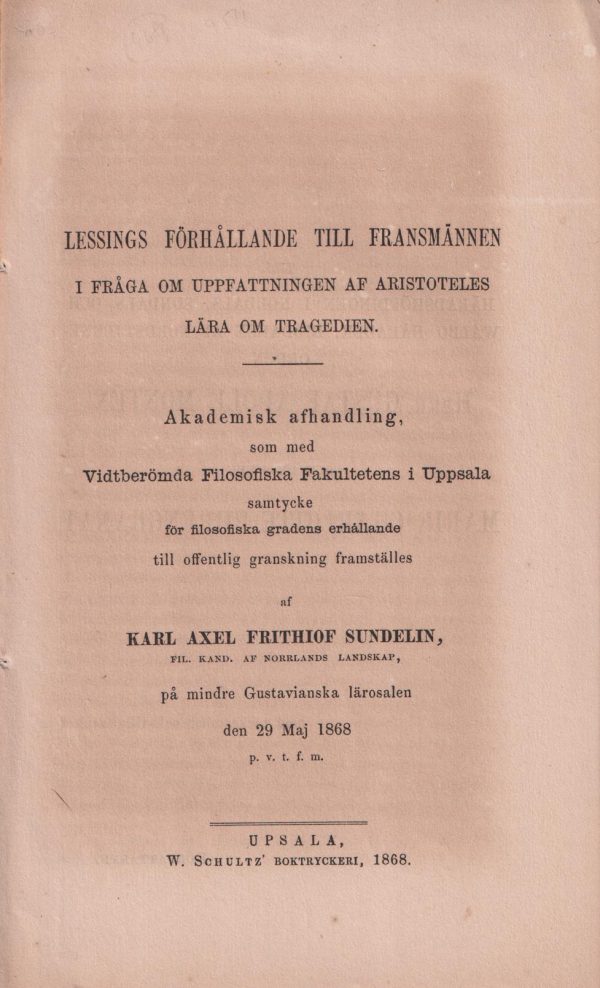 LESSINGS FÖRHÅLLANDE TILL FRANSMÄNNEN
I FRÅGA OM UPPFATTNINGEN AF ARISTOTELES
LÄRA OM TRAGEDIEN.
Akademisk afhandling,
som med
Vidtberömda Filosofiska Fakultetens i Uppsala
samtycke
för filosofiska gradens erhållande
till offentlig granskning framställes
af
KARL AXEL FRITHIOF SUNDELIN,
FIL. KAND. AF NORRLANDS LANDSKAP,
på mindre Gustavianska lärosalen
den 29 Maj 1868
p. v. t. f. m.
UPSALA,
W. SCHULTZ' BOKTRYCKERI, 1868.